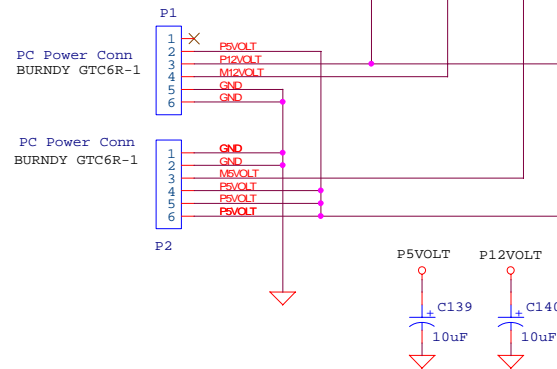 P1
PC Power Conn
BURNDY GTC6R-1
1
2 P5VOLT
3 P12VOLT
4 M12VOLT
5 GND
6 GND
PC Power Conn
BURNDY GTC6R-1
1 GND
2 GND
3 M5VOLT
4 P5VOLT
5 P5VOLT
6 P5VOLT
P2
P5VOLT P12VOLT
+ C139 + C140
10uF 10uF